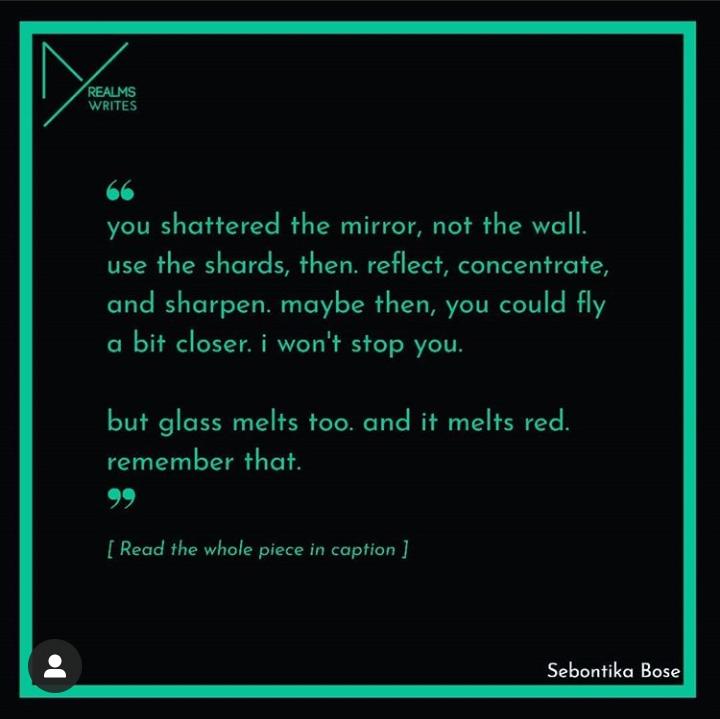 REALMS
WRITES
“
you shattered the mirror, not the wall.
use the shards, then. reflect, concentrate,
and sharpen. maybe then, you could fly
a bit closer. i won't stop you.
but glass melts too. and it melts red.
remember that.
”
[ Read the whole piece in caption ]
Sebontika Bose